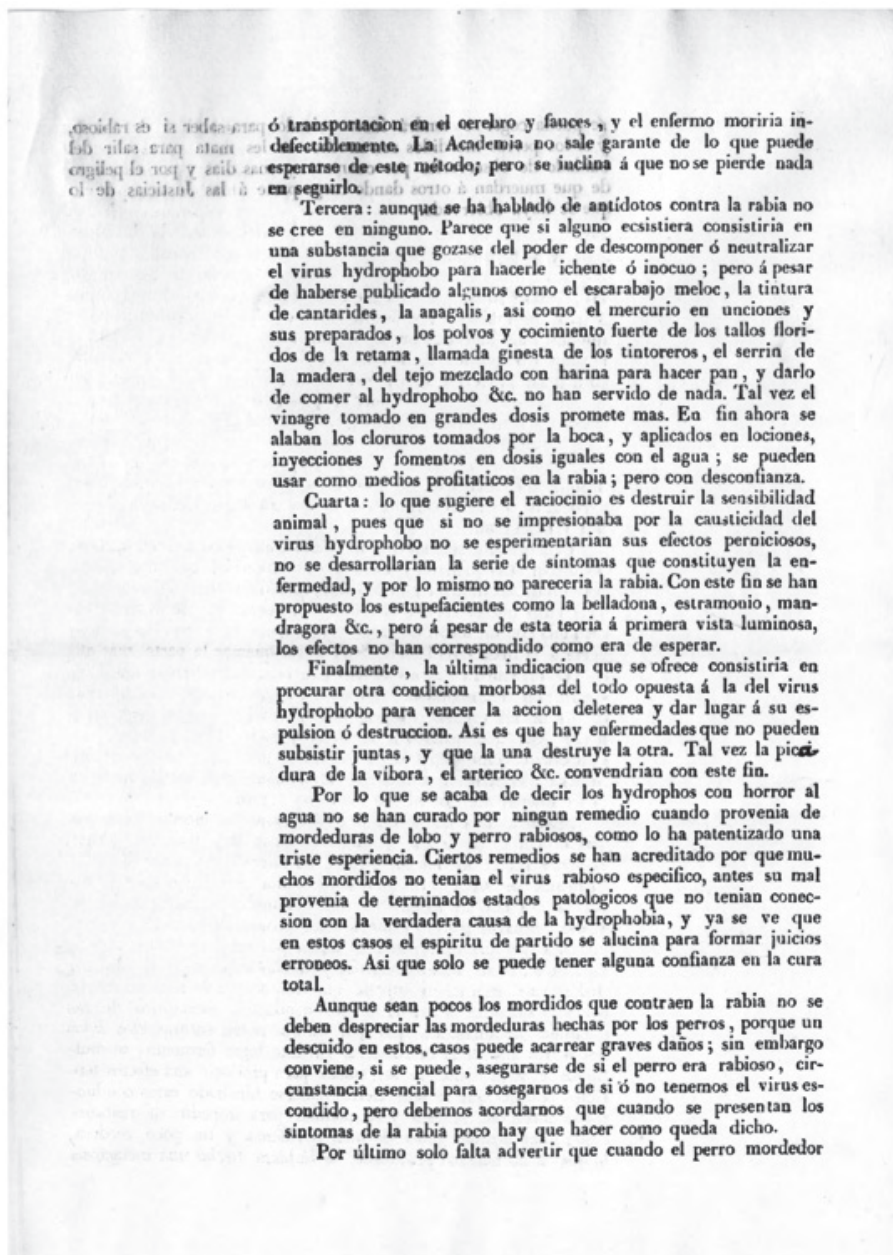 ó transportacion en el cerebro y fauces, y el enfermo moriria in-
defectiblemente. La Academia no sale garante de lo que puede
esperarse de este método; pero se inclina á que no se pierde nada
en seguirlo.
Tercera: aunque se ha hablado de antídotos contra la rabia no
se cree en ninguno. Parece que si alguno ecsistiera consistiria en
una substancia que gozase del poder de descomponer ó neutralizar
el virus hydrophobo para hacerle ichente ó inocuo; pero á pesar
de haberse publicado algunos como el escarabajo meloc, la tintura
de cantarides, la anagalis, asi como el mercurio en unciones y
sus preparados, los polvos y cocimiento fuerte de los tallos flori-
dos de la retama, llamada ginesta de los tintoreros, el serrin de
la madera, del tejo mezclado con harina para hacer pan, y darlo
de comer al hydrophobo &c. no han servido de nada. Tal vez el
vinagre tomado en grandes dosis promete mas. En fin ahora se
alaban los cloruros tomados por la boca, y aplicados en lociones,
inyecciones y fomentos en dosis iguales con el agua; se pueden
usar como medios profitaticos en la rabia; pero con desconfianza.
Cuarta: lo que sugiere el raciocinio es destruir la sensibilidad
animal, pues que si no se impresionaba por la causticidad del
virus hydrophobo no se esperimentarian sus efectos perniciosos,
no se desarrollarian la serie de síntomas que constituyen la en-
fermedad, y por lo mismo no pareceria la rabia. Con este fin se han
propuesto los estupefacientes como la belladona, estramonio, man-
dragora &c., pero á pesar de esta teoria á primera vista luminosa,
los efectos no han correspondido como era de esperar.
Finalmente, la última indicacion que se ofrece consistiria en
procurar otra condicion morbosa del todo opuesta á la del virus
hydrophobo para vencer la accion deleterea y dar lugar á su es-
pulsion ó destruccion. Asi es que hay enfermedades que no pueden
subsistir juntas, y que la una destruye la otra. Tal vez la pica-
dura de la víbora, el arterico &c. convendrian con este fin.
Por lo que se acaba de decir los hydrophos con horror al
agua no se han curado por ningun remedio cuando provenia de
mordeduras de lobo y perro rabiosos, como lo ha patentizado una
triste esperiencia. Ciertos remedios se han acreditado por que mu-
chos mordidos no tenian el virus rabioso especifico, antes su mal
provenia de terminados estados patologicos que no tenian conec-
sion con la verdadera causa de la hydrophobia, y ya se ve que
en estos casos el espiritu de partido se alucina para formar juicios
erroneos. Asi que solo se puede tener alguna confianza en la cura
total.
Aunque sean pocos los mordidos que contraen la rabia no se
deben despreciar las mordeduras hechas por los perros, porque un
descuido en estos casos puede acarrear graves daños; sin embargo
conviene, si se puede, asegurarse de si el perro era rabioso, cir-
cunstancia esencial para sosegarnos de si ó no tenemos el virus es-
condido, pero debemos acordarnos que cuando se presentan los
sintomas de la rabia poco hay que hacer como queda dicho.
Por último solo falta advertir que cuando el perro mordedor